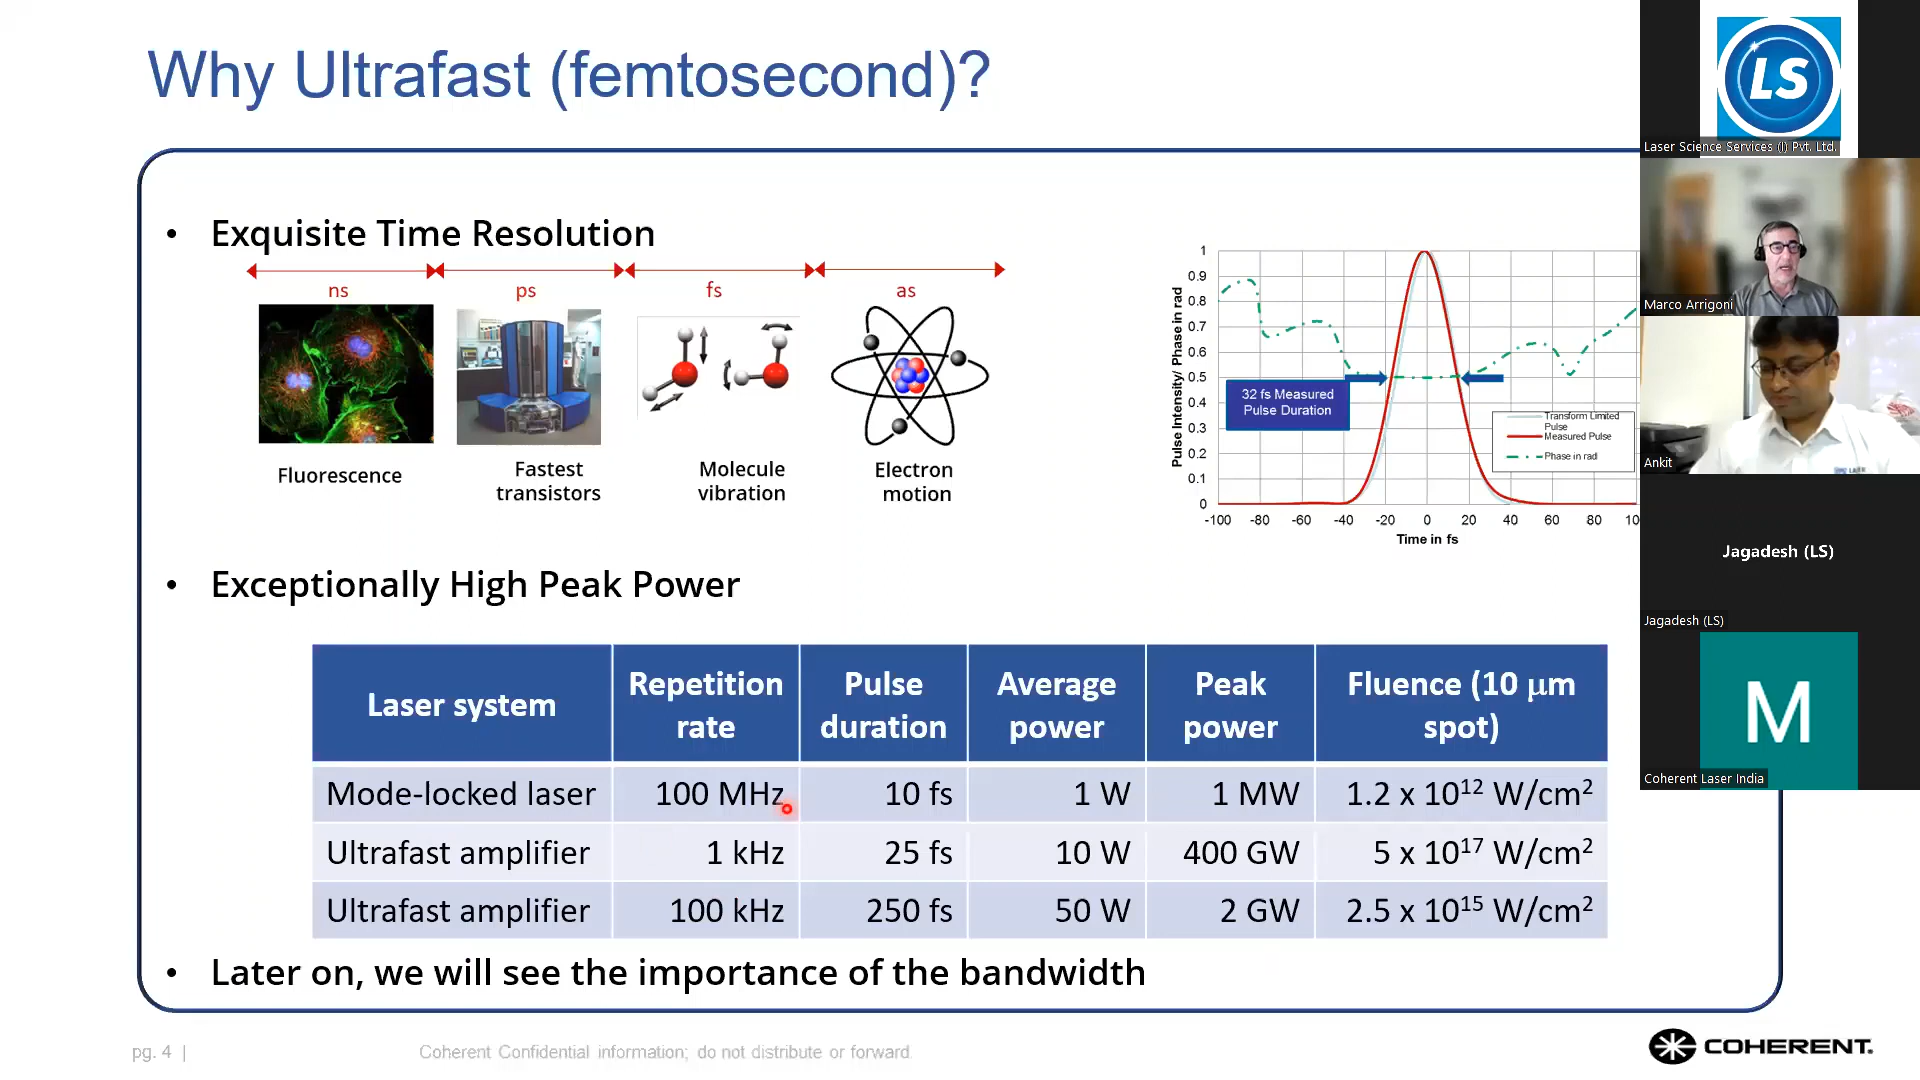 Why Ultrafast (femtosecond)?
• Exquisite Time Resolution
ns ps fs as
Fluorescence
Fastest transistors
Molecule vibration
Electron motion
Pulse Intensity/ Phase in rad
1
0.9
0.8
0.7
0.6
0.5
0.4
0.3
0.2
0.1
0
-100 -80 -60 -40 -20 0 20 40 60 80 10
Time in fs
32 fs Measured
Pulse Duration
Transform Limited
Pulse
Measured Pulse
Phase in rad
• Exceptionally High Peak Power
Laser system Repetition rate Pulse duration Average power Peak power Fluence (10 µm spot)
Mode-locked laser 100 MHz 10 fs 1 W 1 MW 1.2 x 10¹² W/cm²
Ultrafast amplifier 1 kHz 25 fs 10 W 400 GW 5 x 10¹⁷ W/cm²
Ultrafast amplifier 100 kHz 250 fs 50 W 2 GW 2.5 x 10¹⁵ W/cm²
• Later on, we will see the importance of the bandwidth
pg. 4 |
Coherent Confidential information; do not distribute or forward.
COHERENT.
LS
Laser Science Services (I) Pvt. Ltd.
Marco Arrigoni
Ankit
Jagadesh (LS)
Jagadesh (LS)
M
Coherent Laser India